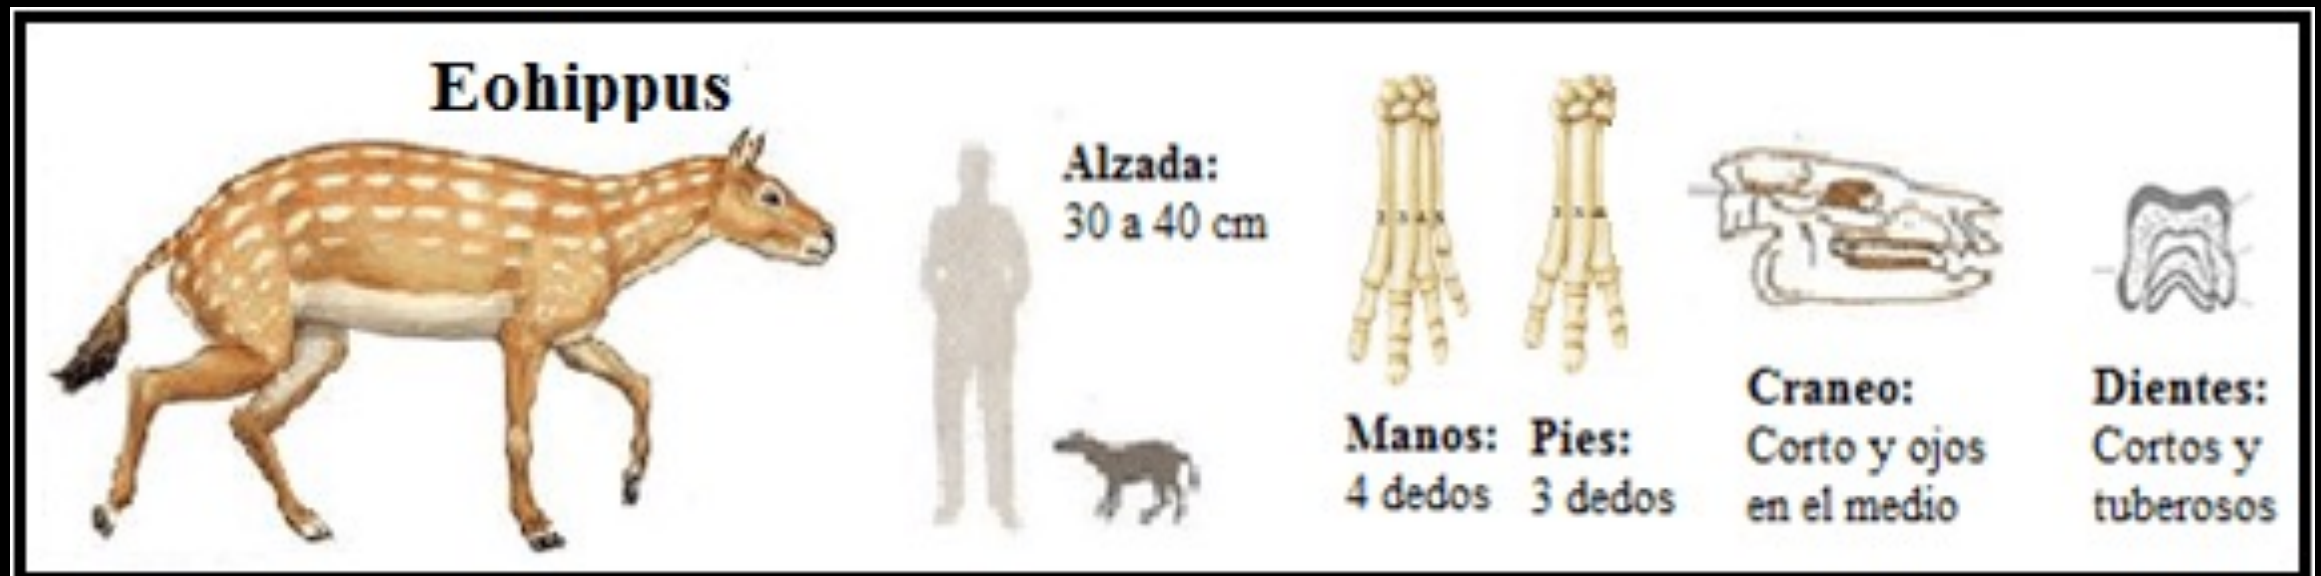 Eohippus
Alzada:
30 a 40 cm
Manos:
4 dedos
Pies:
3 dedos
Craneo:
Corto y ojos
en el medio
Dientes:
Cortos y
tuberosos